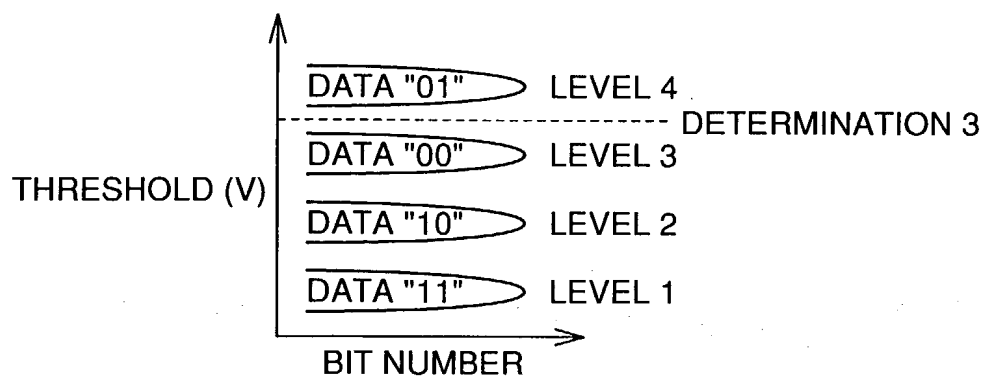 DATA "01" LEVEL 4
DETERMINATION 3
DATA "00" LEVEL 3
THRESHOLD (V)
DATA "10" LEVEL 2
DATA "11" LEVEL 1
BIT NUMBER